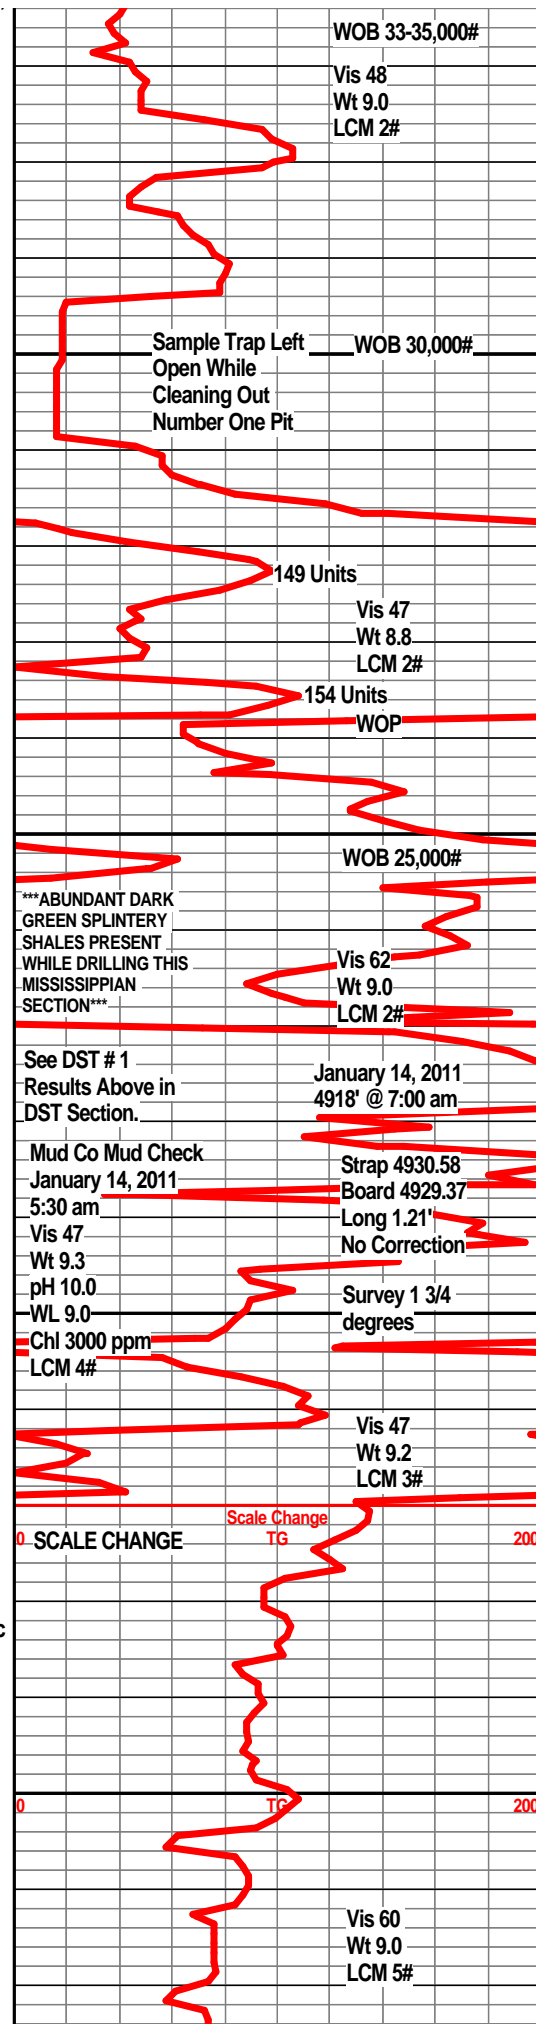 WOB 33-35,000#
Vis 48
Wt 9.0
LCM 2#
Sample Trap Left
Open While
Cleaning Out
Number One Pit
WOB 30,000#
149 Units
Vis 47
Wt 8.8
LCM 2#
154 Units
WOP
WOB 25,000#
***ABUNDANT DARK
GREEN SPLINTERY
SHALES PRESENT
WHILE DRILLING THIS
MISSISSIPPIAN
SECTION***
Vis 62
Wt 9.0
LCM 2#
See DST # 1
Results Above in
DST Section.
January 14, 2011
4918' @ 7:00 am
Mud Co Mud Check
January 14, 2011
5:30 am
Vis 47
Wt 9.3
pH 10.0
WL 9.0
Chl 3000 ppm
LCM 4#
Strap 4930.58
Board 4929.37
Long 1.21'
No Correction
Survey 1 3/4
degrees
Vis 47
Wt 9.2
LCM 3#
Scale Change
0 TG 200
SCALE CHANGE
c
0 TG 200
Vis 60
Wt 9.0
LCM 5#